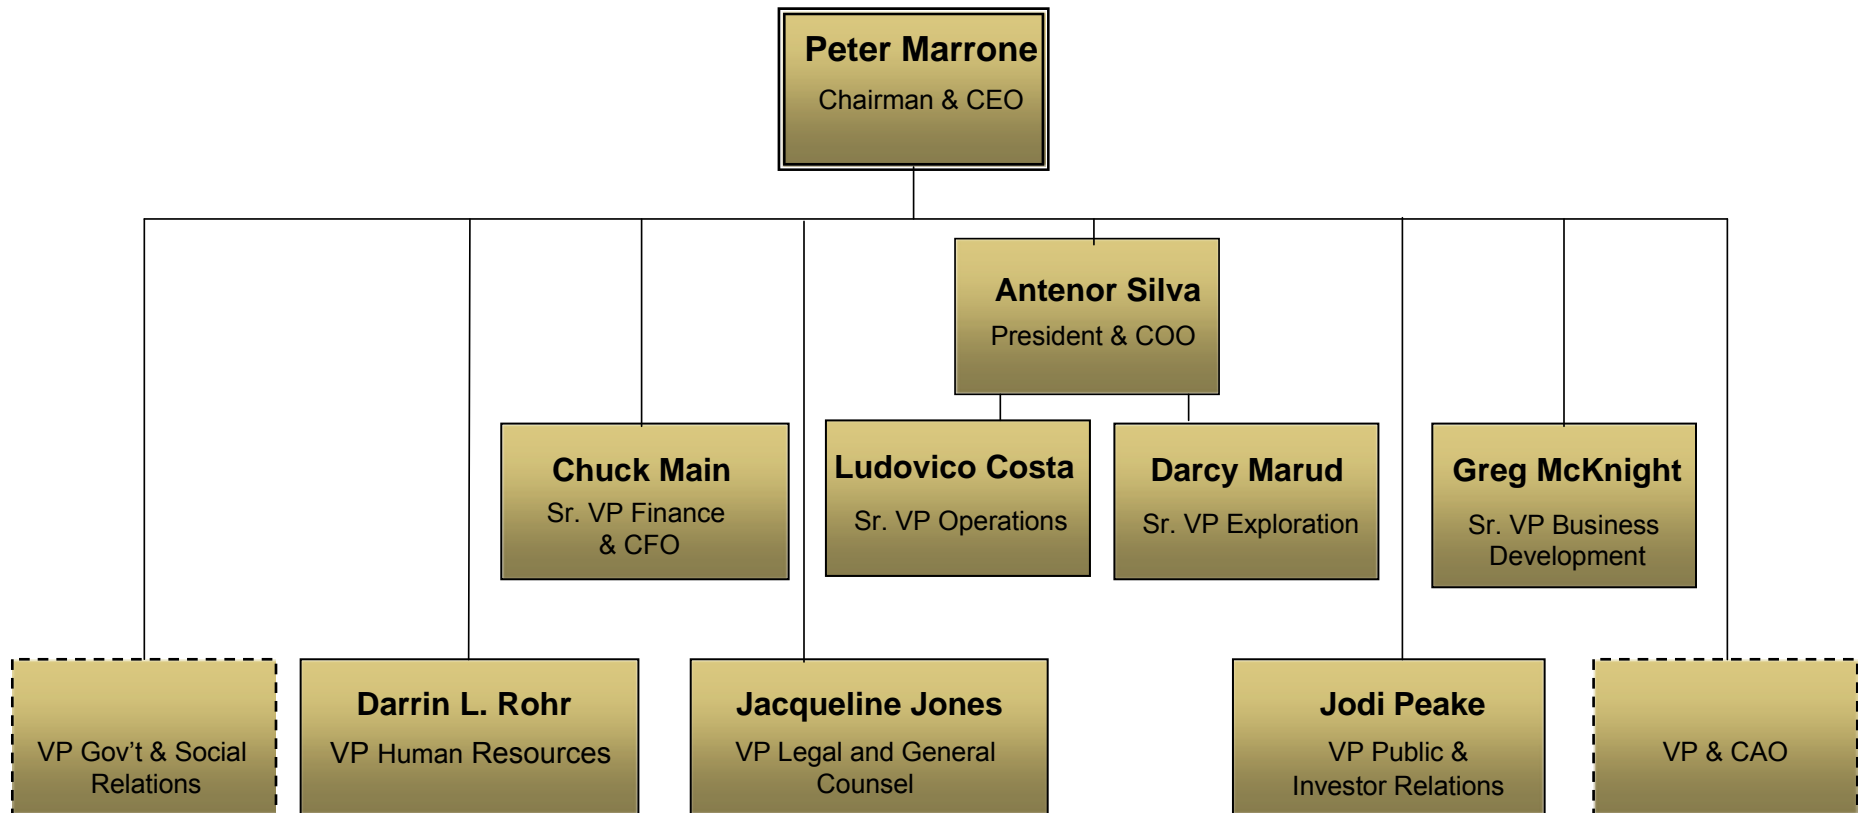 Peter Marrone
Chairman & CEO
Antenor Silva
President & COO
Chuck Main
Sr. VP Finance
& CFO
Ludovico Costa
Sr. VP Operations
Darcy Marud
Sr. VP Exploration
Greg McKnight
Sr. VP Business
Development
VP Gov’t & Social
Relations
Darrin L. Rohr
VP Human Resources
Jacqueline Jones
VP Legal and General
Counsel
Jodi Peake
VP Public &
Investor Relations
VP & CAO